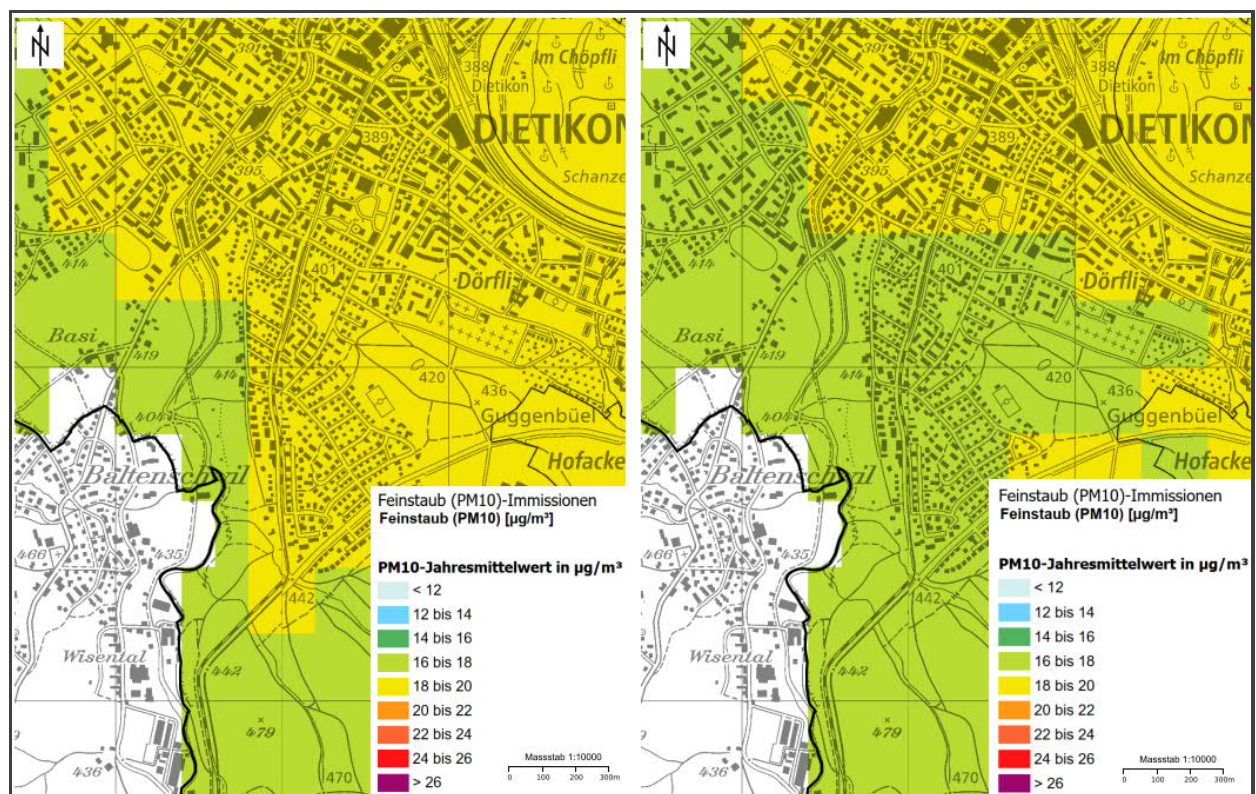 N
391
388
Im Chöpfli
Dietikon
DIETIKON
389
395
Schanze
414
401
Dörfli
Basi
419
414
420
436
404
Guggenbüel
Hofacke
Baltenschwil
466
435
442
Wisental
442
479
436
470
Feinstaub (PM10)-Immissionen
Feinstaub (PM10) [µg/m³]
PM10-Jahresmittelwert in µg/m³
< 12
12 bis 14
14 bis 16
16 bis 18
18 bis 20
20 bis 22
22 bis 24
24 bis 26
> 26
Massstab 1:10000
0 100 200 300m
N
391
388
Im Chöpfli
Dietikon
DIETIKON
389
395
Schanze
414
401
Dörfli
Basi
419
414
420
436
404
Guggenbüel
Hofacke
Baltenschwil
466
435
442
Wisental
442
479
436
470
Feinstaub (PM10)-Immissionen
Feinstaub (PM10) [µg/m³]
PM10-Jahresmittelwert in µg/m³
< 12
12 bis 14
14 bis 16
16 bis 18
18 bis 20
20 bis 22
22 bis 24
24 bis 26
> 26
Massstab 1:10000
0 100 200 300m